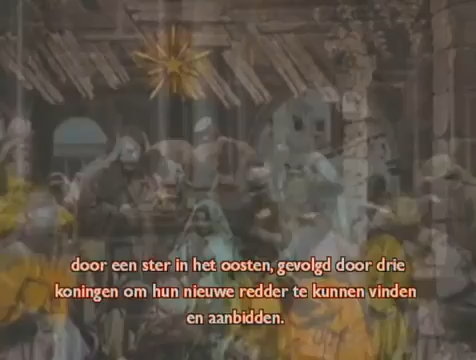 door een ster in het oosten, gevolgd door drie
koningen om hun nieuwe redder te kunnen vinden
en aanbidden.